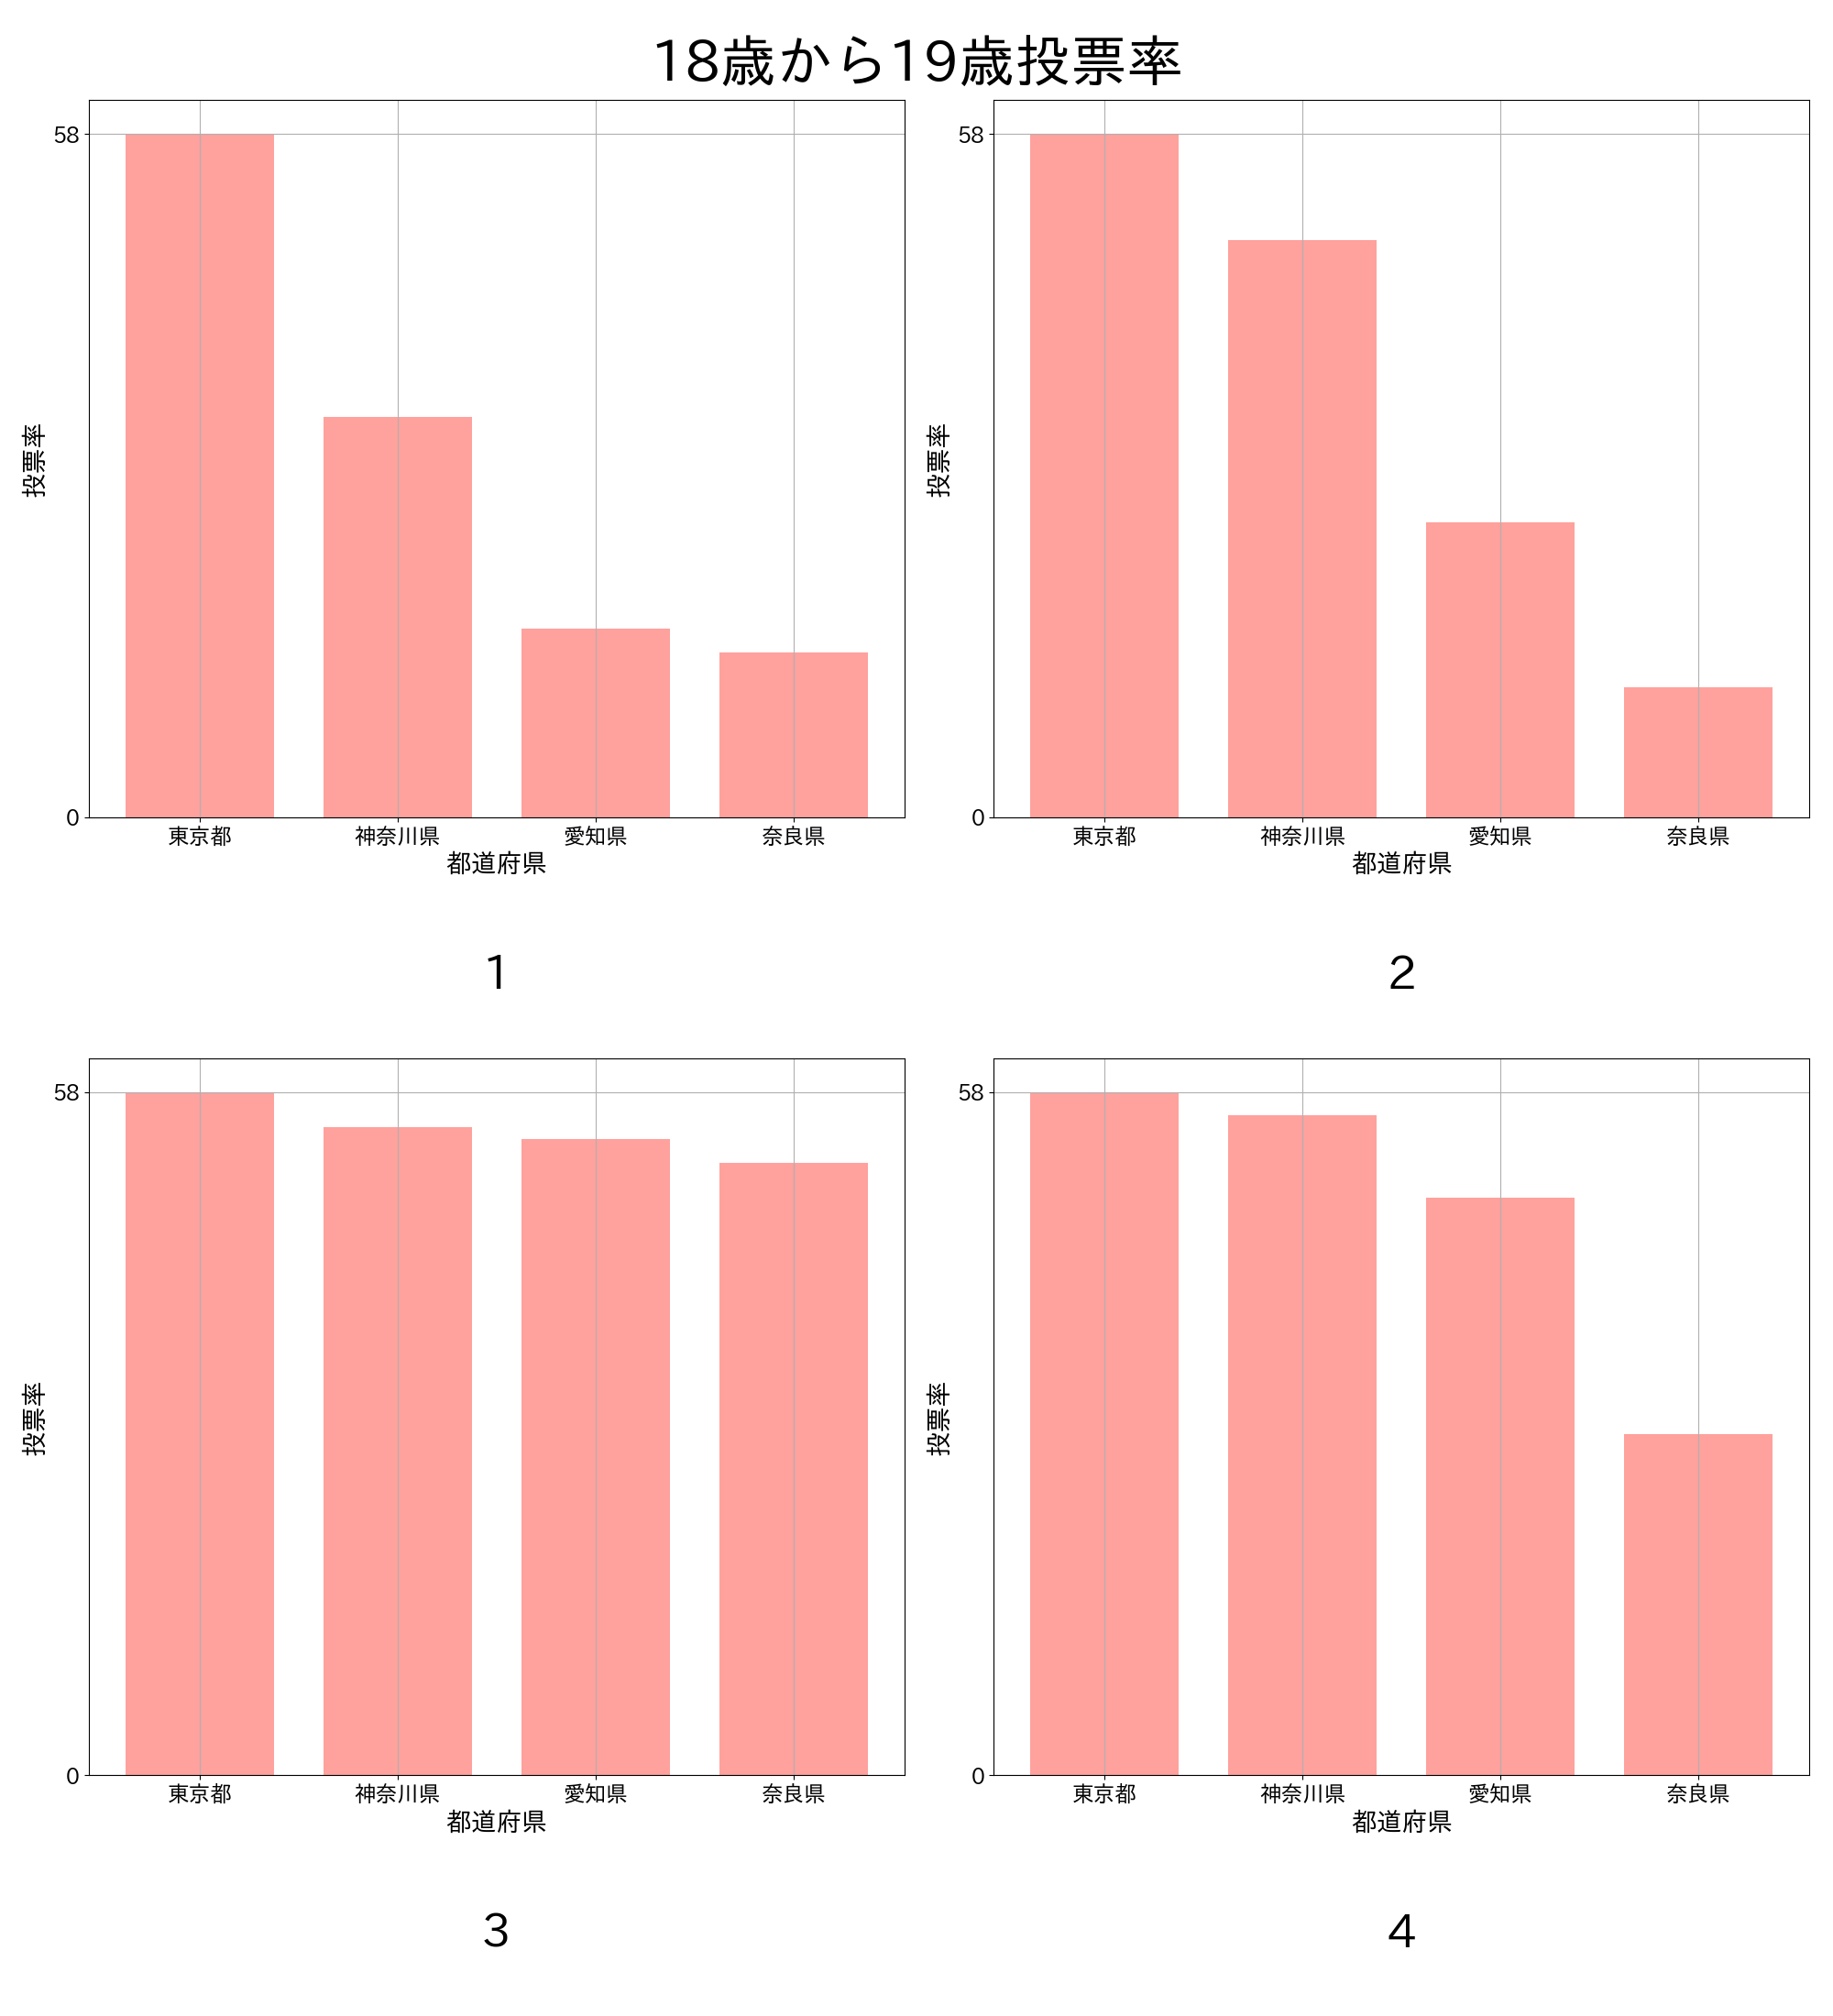 18歳から19歳投票率
58
0
投票率
東京都 神奈川県 愛知県 奈良県
都道府県
1
58
0
投票率
東京都 神奈川県 愛知県 奈良県
都道府県
2
58
0
投票率
東京都 神奈川県 愛知県 奈良県
都道府県
3
58
0
投票率
東京都 神奈川県 愛知県 奈良県
都道府県
4